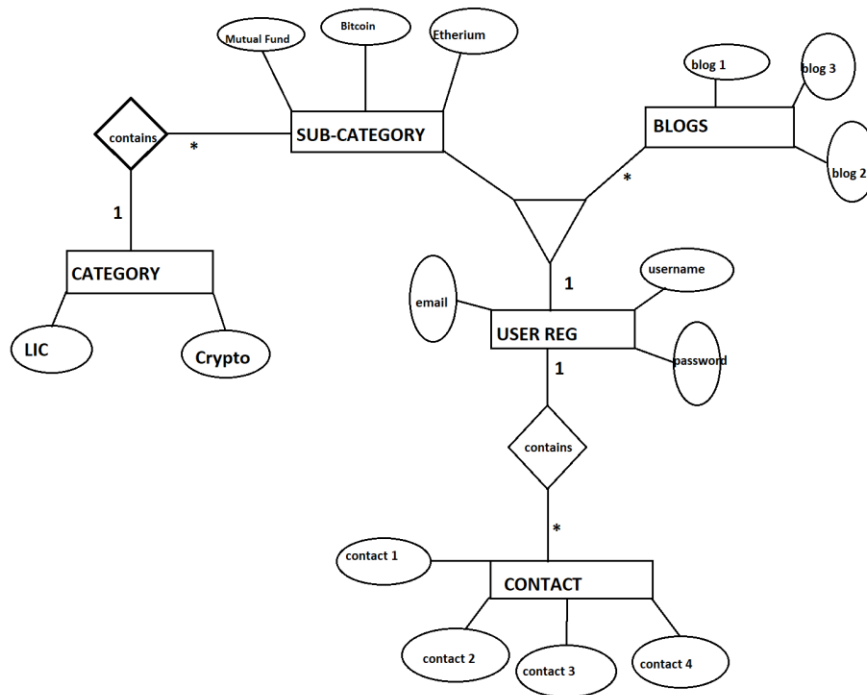 Mutual Fund
Bitcoin
Etherium
blog 1
blog 3
contains
*
SUB-CATEGORY
BLOGS
blog 2
*
1
CATEGORY
username
email
1
USER REG
LIC
Crypto
password
1
contains
*
contact 1
CONTACT
contact 2
contact 3
contact 4